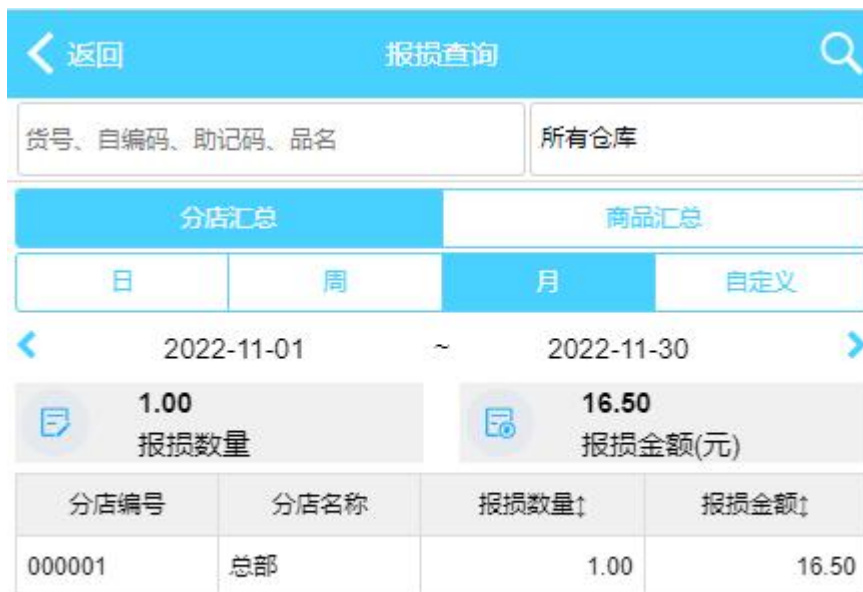 返回 报损查询
货号、自编码、助记码、品名 所有仓库
分店汇总 商品汇总
日 周 月 自定义
2022-11-01 ~ 2022-11-30
1.00 16.50
报损数量 报损金额(元)
分店编号 分店名称 报损数量↕ 报损金额↕
000001 总部 1.00 16.50